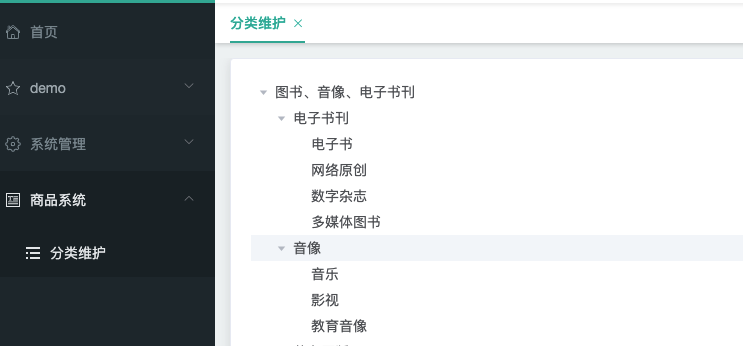 首页
demo
系统管理
商品系统
分类维护
分类维护
图书、音像、电子书刊
电子书刊
电子书
网络原创
数字杂志
多媒体图书
音像
音乐
影视
教育音像